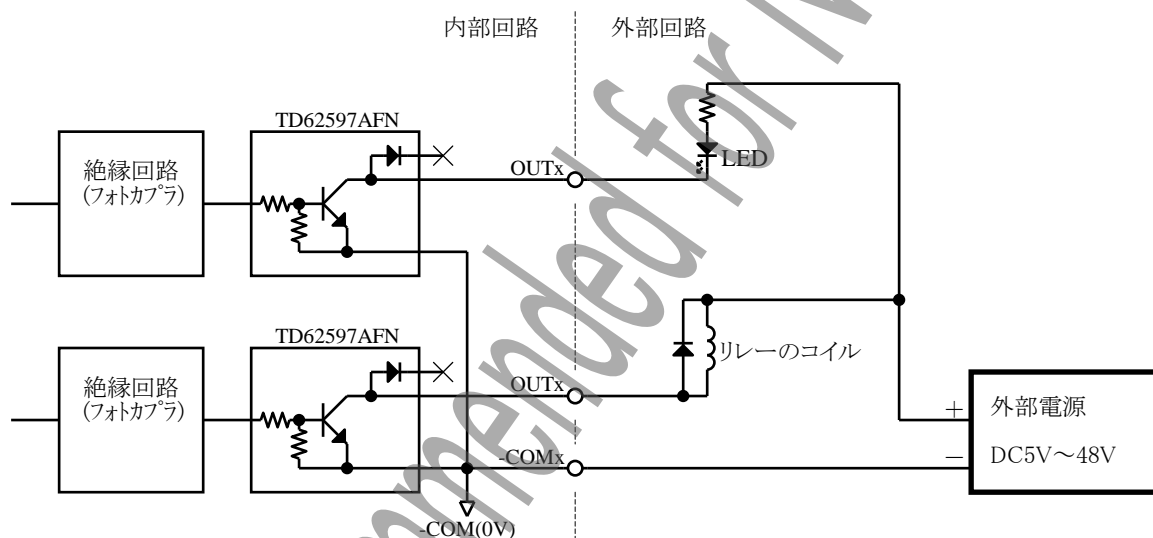 内部回路
外部回路
TD62597AFN
絶縁回路
(フォトカプラ)
OUTx
LED
TD62597AFN
絶縁回路
(フォトカプラ)
OUTx
リレーのコイル
-COMx
-COM(0V)
+
外部電源
−
DC5V～48V
mmended for N